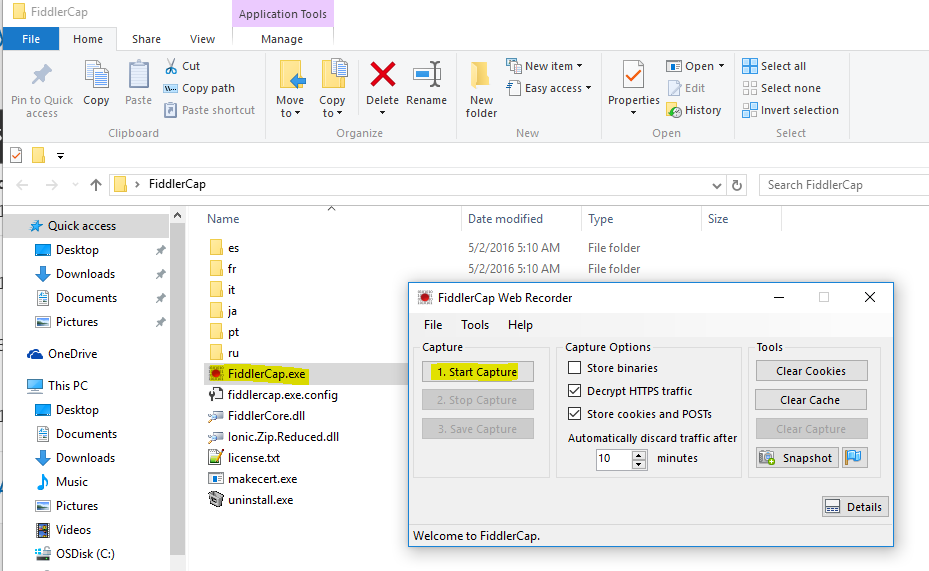 FiddlerCap
Application Tools
File Home Share View Manage
Pin to Quick access
Copy
Paste
Cut
Copy path
Paste shortcut
Clipboard
Move to
Copy to
Delete
Rename
Organize
New folder
New item
Easy access
New
Properties
Open
Edit
History
Open
Select all
Select none
Invert selection
Select
FiddlerCap
Search FiddlerCap
Quick access
Desktop
Downloads
Documents
Pictures
OneDrive
This PC
Desktop
Documents
Downloads
Music
Pictures
Videos
OSDisk (C:)
Name Date modified Type Size
es 5/2/2016 5:10 AM File folder
fr 5/2/2016 5:10 AM File folder
it
ja
pt
ru
FiddlerCap.exe
fiddlercap.exe.config
FiddlerCore.dll
Ionic.Zip.Reduced.dll
license.txt
makecert.exe
uninstall.exe
FiddlerCap Web Recorder
File Tools Help
Capture
1. Start Capture
2. Stop Capture
3. Save Capture
Capture Options
Store binaries
Decrypt HTTPS traffic
Store cookies and POSTs
Automatically discard traffic after
10 minutes
Tools
Clear Cookies
Clear Cache
Clear Capture
Snapshot
Details
Welcome to FiddlerCap.